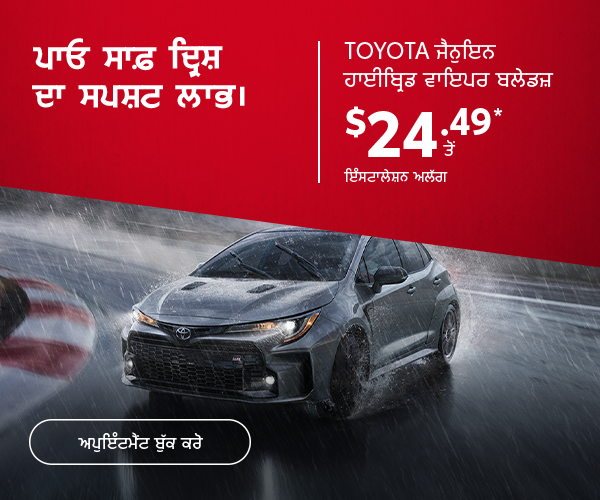 ਪਾਓ ਸਾਫ਼ ਦ੍ਰਿਸ਼
ਦਾ ਸਪਸ਼ਟ ਲਾਭ।
TOYOTA ਜੈਨੁਇਨ
ਹਾਈਬ੍ਰਿਡ ਵਾਇਪਰ ਬਲੇਡਜ਼
$24.49*
ਤੋਂ
ਇੰਸਟਾਲੇਸ਼ਨ ਅਲੱਗ
ਅਪੁਇੰਟਮੈਂਟ ਬੁੱਕ ਕਰੋ